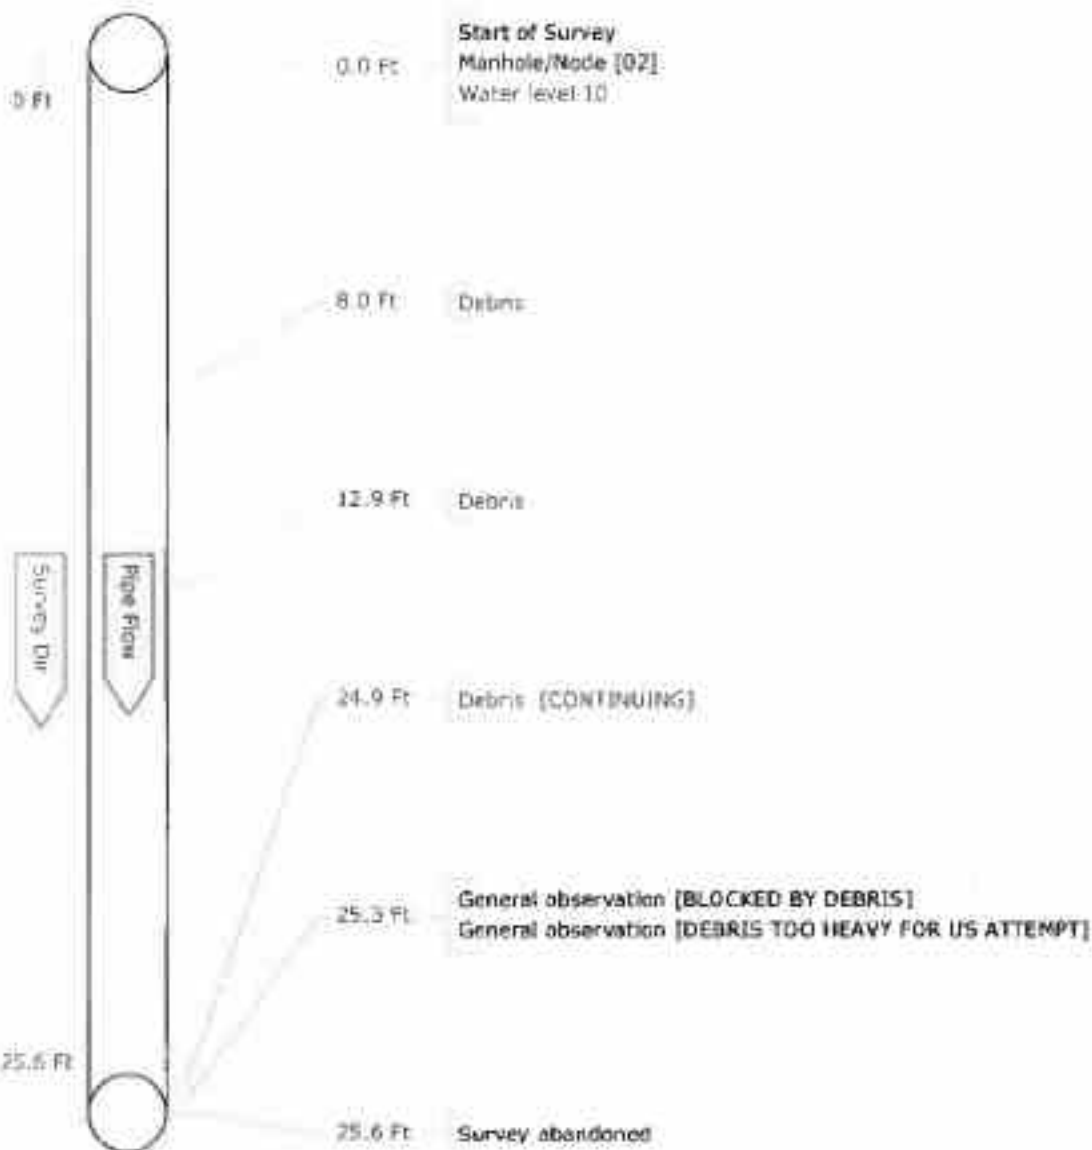 Start of Survey
0.0 Ft
Manhole/Node [02]
Water level 10
0 Ft
8.0 Ft
Debris
12.9 Ft
Debris
Survey Dir
Pipe Flow
24.9 Ft
Debris [CONTINUING]
General observation [BLOCKED BY DEBRIS]
25.3 Ft
General observation [DEBRIS TOO HEAVY FOR US ATTEMPT]
25.6 Ft
25.6 Ft
Survey abandoned